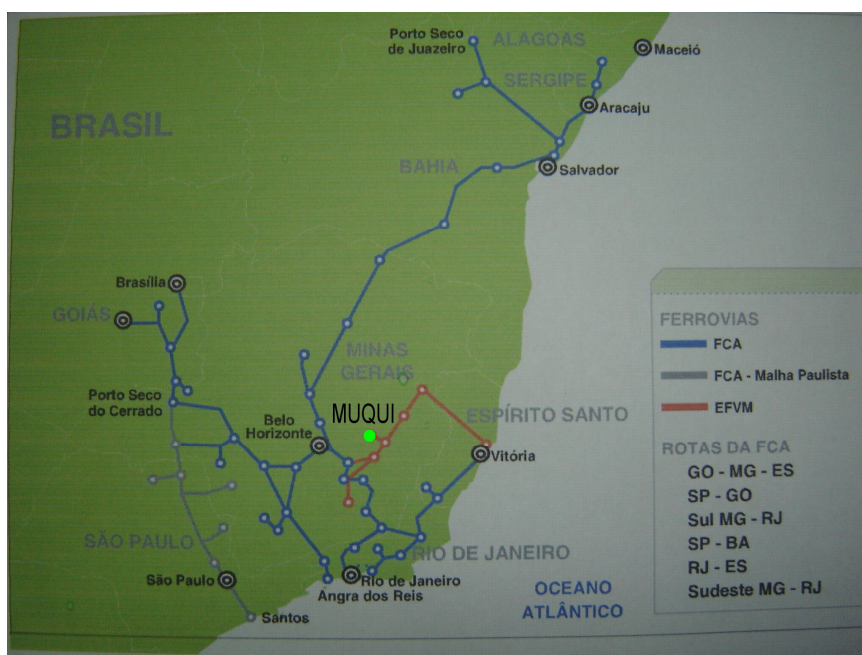 Porto Seco
de Juazeiro
ALAGOAS
Maceió
SERGIPE
Aracaju
BRASIL
BAHIA
Salvador
Brasília
GOIÁS
MINAS
GERAIS
Porto Seco
do Cerrado
Belo
Horizonte
MUQUI
ESPÍRITO SANTO
Vitória
SÃO PAULO
RIO DE JANEIRO
São Paulo
Rio de Janeiro
Angra dos Reis
Santos
OCEANO
ATLÂNTICO
FERROVIAS
FCA
FCA - Malha Paulista
EFVM
ROTAS DA FCA
GO - MG - ES
SP - GO
Sul MG - RJ
SP - BA
RJ - ES
Sudeste MG - RJ